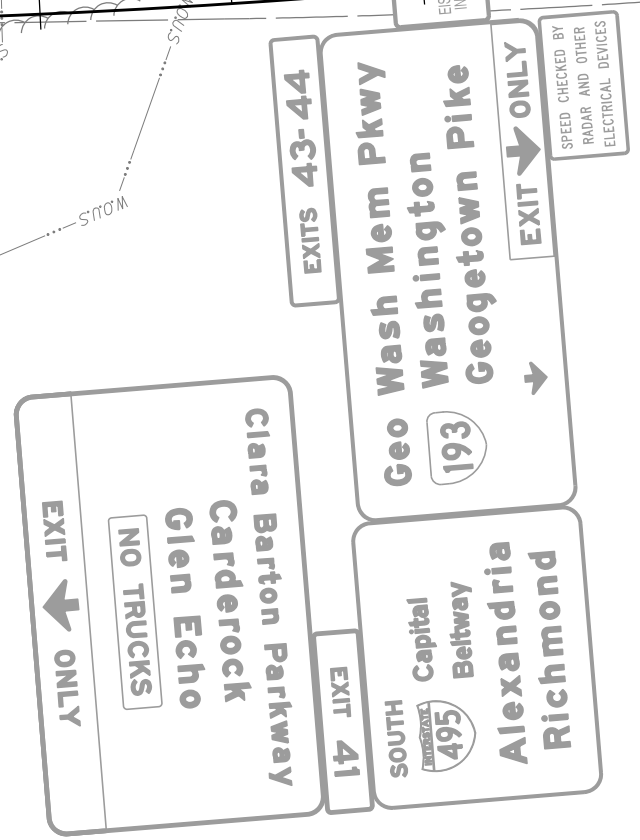 W.O.U.S.
W.O.U.S.
EIS
IN
SPEED CHECKED BY
RADAR AND OTHER
ELECTRICAL DEVICES
EXITS 43-44
Geo Wash Mem Pkwy
193 Washington
Geogetown Pike
EXIT ONLY
EXIT 41
Clara Barton Parkway
Carderock
Glen Echo
NO TRUCKS
EXIT ONLY
SOUTH Capital
INTERSTATE
495 Beltway
Alexandria
Richmond